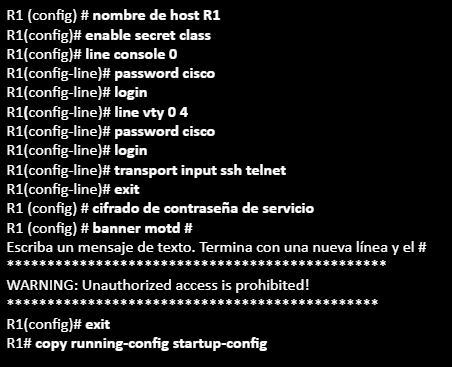 R1 (config) # nombre de host R1
R1(config)# enable secret class
R1(config)# line console 0
R1(config-line)# password cisco
R1(config-line)# login
R1(config-line)# line vty 0 4
R1(config-line)# password cisco
R1(config-line)# login
R1(config-line)# transport input ssh telnet
R1(config-line)# exit
R1 (config) # cifrado de contraseña de servicio
R1 (config) # banner motd #
Escriba un mensaje de texto. Termina con una nueva línea y el #
***********************************************
WARNING: Unauthorized access is prohibited!
**********************************************
R1(config)# exit
R1# copy running-config startup-config